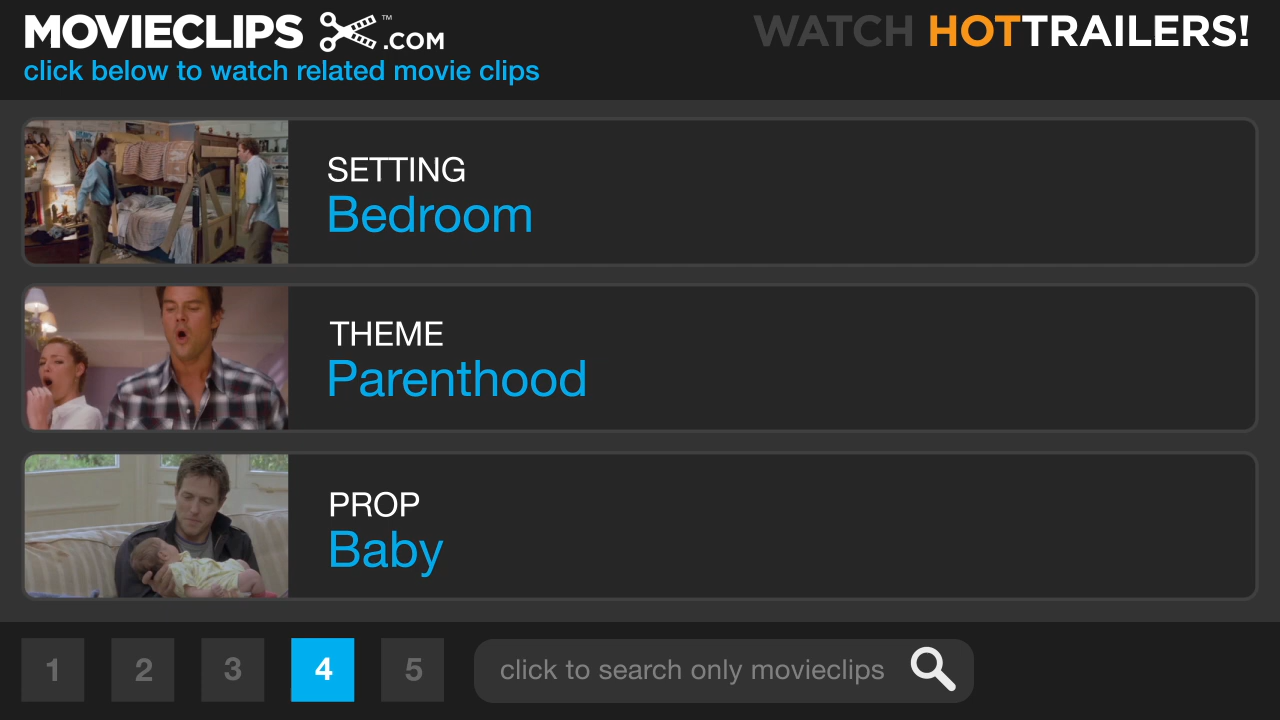 MOVIECLIPS ™ .COM
WATCH HOTTRAILERS!
click below to watch related movie clips
SETTING
Bedroom
THEME
Parenthood
PROP
Baby
1 2 3 4 5 click to search only movieclips